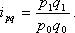 i_{pq} = \frac{p_1 q_1}{p_0 q_0}.